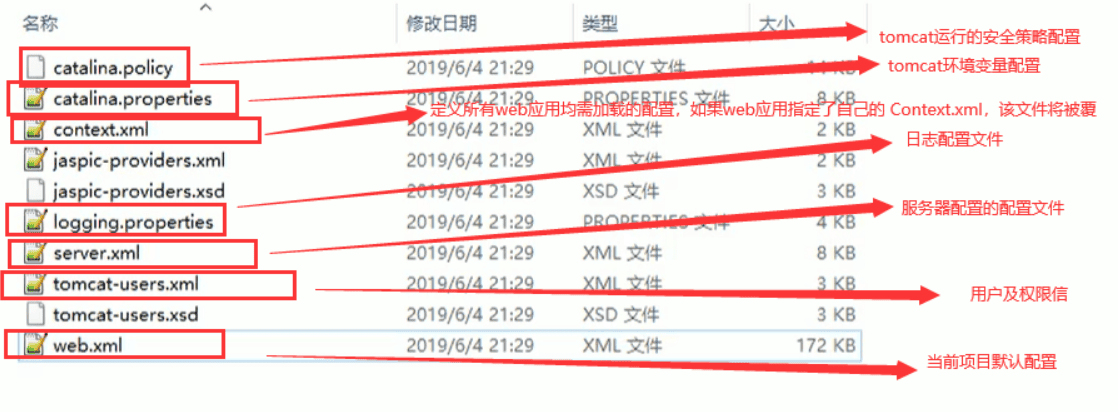 名称 修改日期 类型 大小
tomcat运行的安全策略配置
catalina.policy 2019/6/4 21:29 POLICY 文件 KB
tomcat环境变量配置
catalina.properties 2019/6/4 21:29 PROPERTIES 文件 8 KB
定义所有web应用均需加载的配置，如果web应用指定了自己的 Context.xml，该文件将被覆
context.xml 2019/6/4 21:29 XML 文件 2 KB
日志配置文件
jaspic-providers.xml 2019/6/4 21:29 XML 文件 2 KB
jaspic-providers.xsd 2019/6/4 21:29 XSD 文件 3 KB
服务器配置的配置文件
logging.properties 2019/6/4 21:29 PROPERTIES 文件 4 KB
server.xml 2019/6/4 21:29 XML 文件 8 KB
tomcat-users.xml 2019/6/4 21:29 XML 文件 3 KB
用户及权限信
tomcat-users.xsd 2019/6/4 21:29 XSD 文件 3 KB
web.xml 2019/6/4 21:29 XML 文件 172 KB
当前项目默认配置